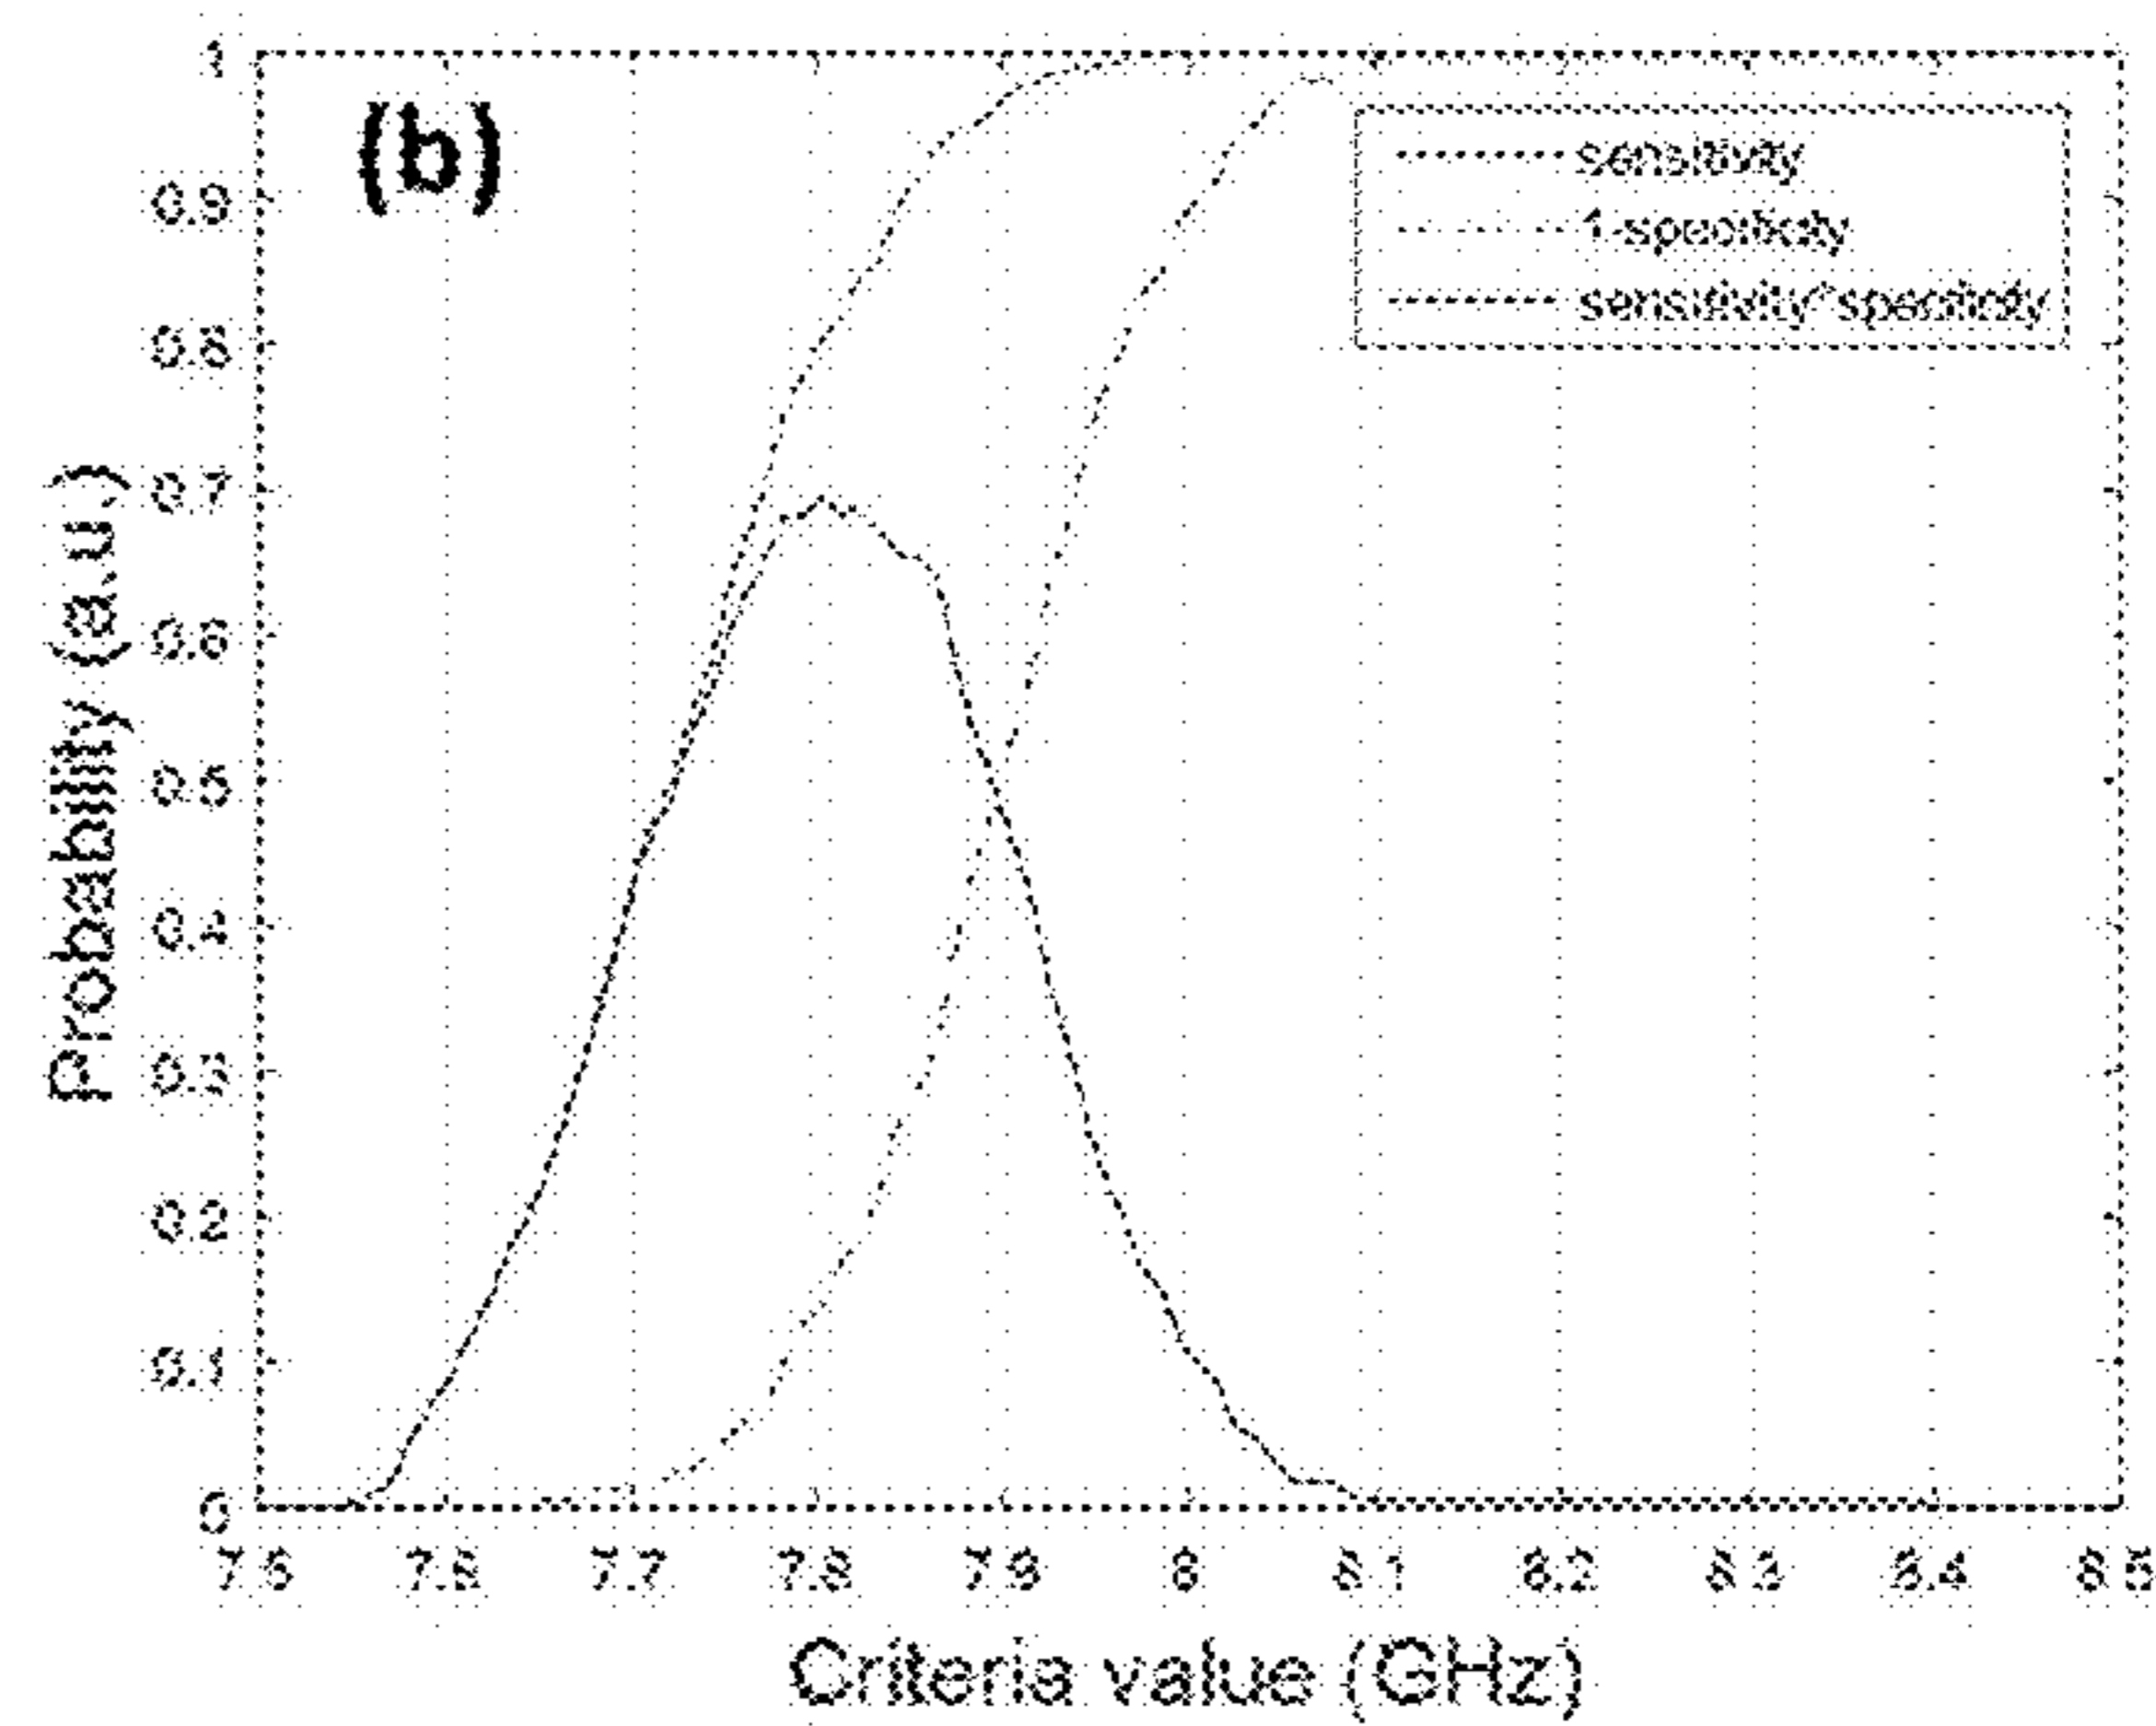 (b)
sensitivity
1-specificity
sensitivity*specificity
Probability (a.u.)
1
0.9
0.8
0.7
0.6
0.5
0.4
0.3
0.2
0.1
0
7.5 7.6 7.7 7.8 7.9 8 8.1 8.2 8.3 8.4 8.5
Criteria value (GHz)